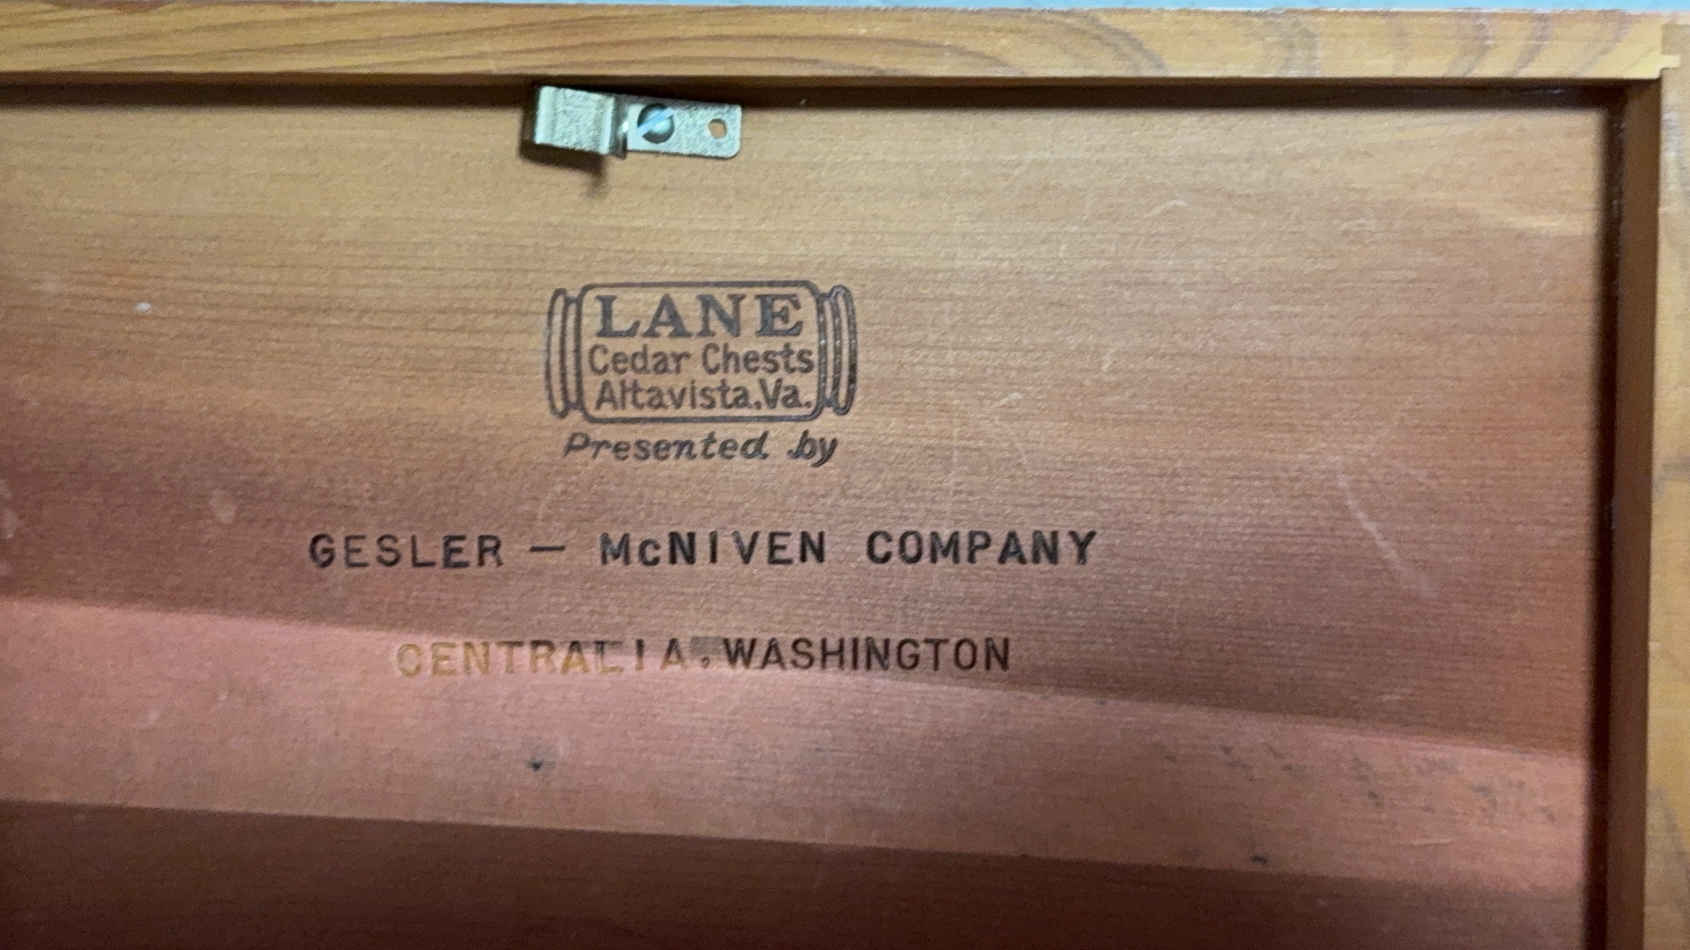 LANE
Cedar Chests
Altavista,Va.
Presented by
GESLER — McNIVEN COMPANY
CENTRALIA, WASHINGTON